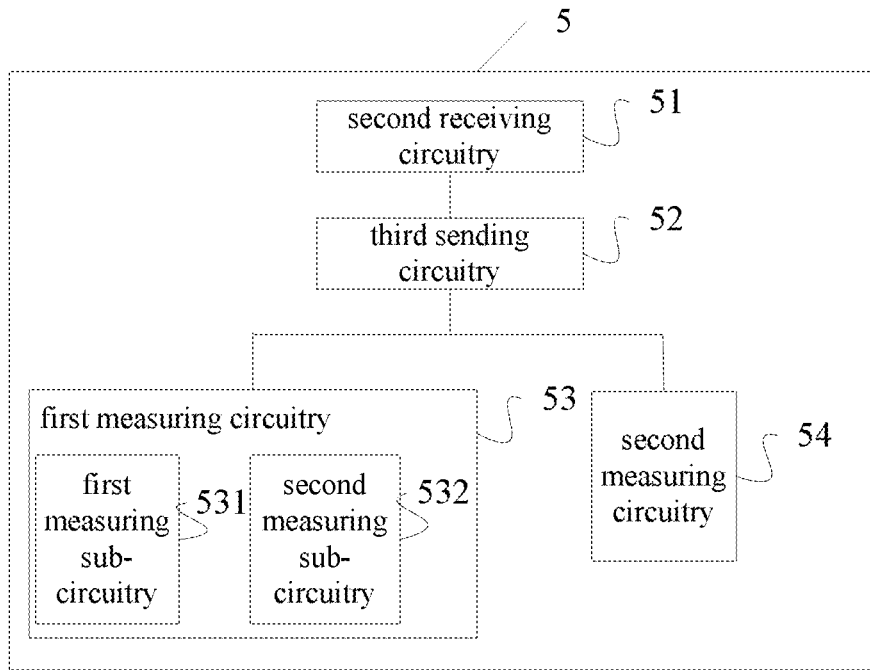 5
second receiving
circuitry
51
third sending
circuitry
52
first measuring circuitry
53
first
measuring
sub-
circuitry
531
second
measuring
sub-
circuitry
532
second
measuring
circuitry
54